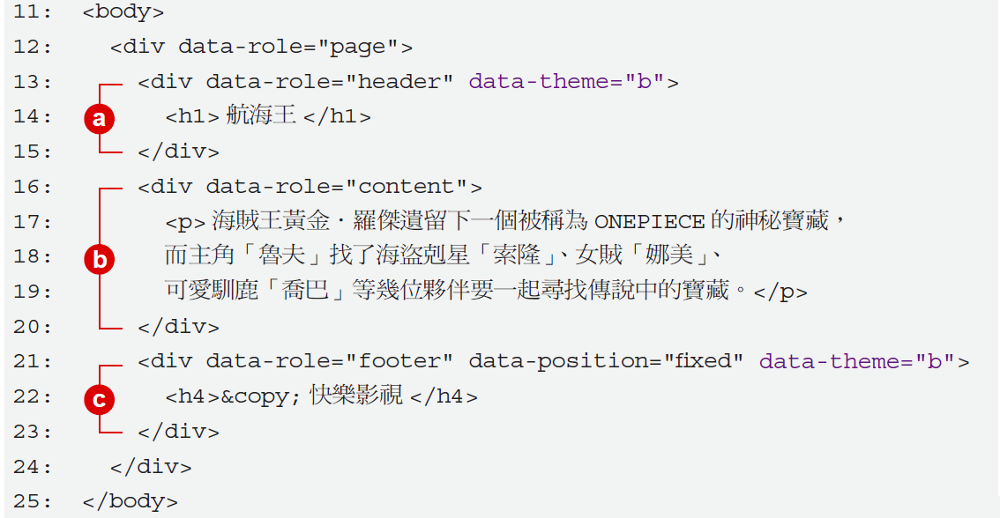 11: <body>
12: <div data-role="page">
13: <div data-role="header" data-theme="b">
14: <h1> 航海王 </h1>
a
15: </div>
16: <div data-role="content">
17: <p> 海賊王黃金．羅傑遺留下一個被稱為 ONEPIECE 的神秘寶藏，
18: 而主角「魯夫」找了海盜剋星「索隆」、女賊「娜美」、
b
19: 可愛馴鹿「喬巴」等幾位夥伴要一起尋找傳說中的寶藏。</p>
20: </div>
21: <div data-role="footer" data-position="fixed" data-theme="b">
22: <h4>&copy; 快樂影視 </h4>
c
23: </div>
24: </div>
25: </body>